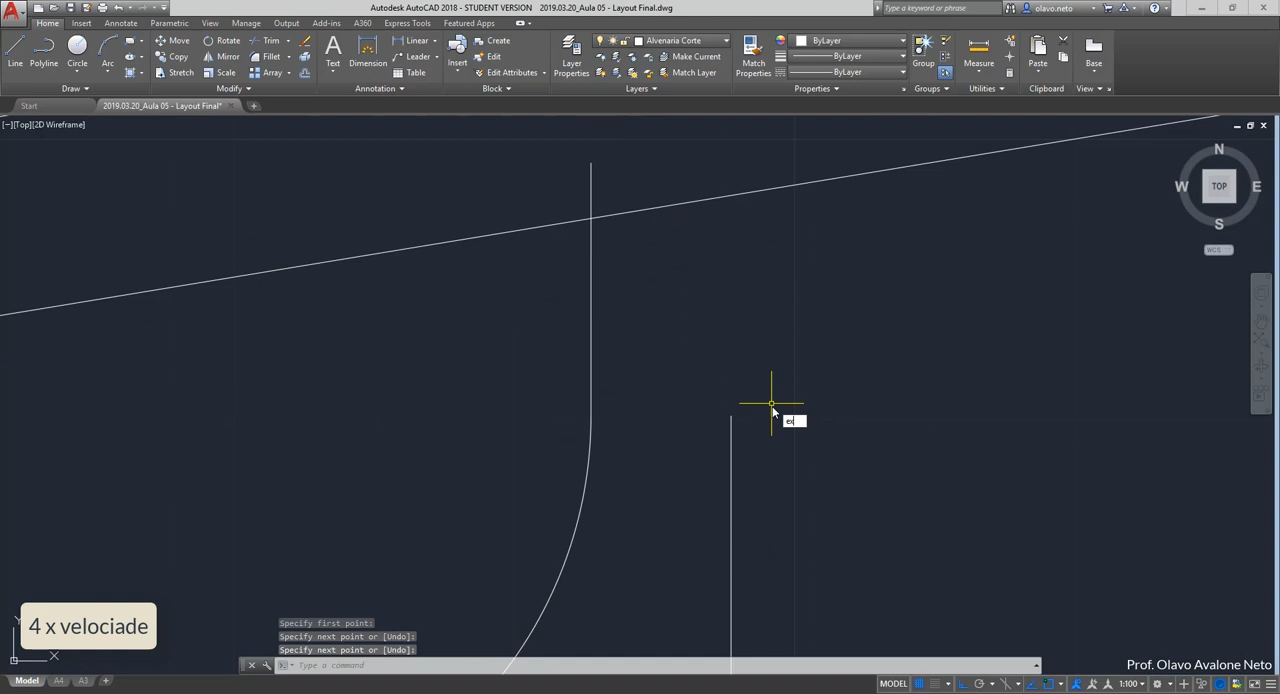 Autodesk AutoCAD 2018 - STUDENT VERSION 2019.03.20_Aula 05 - Layout Final.dwg
Type a keyword or phrase
olavo.neto
Home Insert Annotate Parametric View Manage Output Add-ins A360 Express Tools Featured Apps
Line Polyline Circle Arc
Move Rotate Trim
Copy Mirror Fillet
Stretch Scale Array
Text Dimension
Linear
Leader
Table
Insert
Create
Edit
Edit Attributes
Layer Properties
Alvenaria Corte
Make Current
Match Layer
Match Properties
ByLayer
ByLayer
ByLayer
Group
Measure
Paste
Base
Draw Modify Annotation Block Layers Properties Groups Utilities Clipboard View
Start 2019.03.20_Aula 05 - Layout Final*
[−][Top][2D Wireframe]
N
W TOP E
S
WCS
ex
4 x velociade
Y
X
Specify first point:
Specify next point or [Undo]:
Specify next point or [Undo]:
Type a command
Prof. Olavo Avalone Neto
Model A4 A3
MODEL 1:100